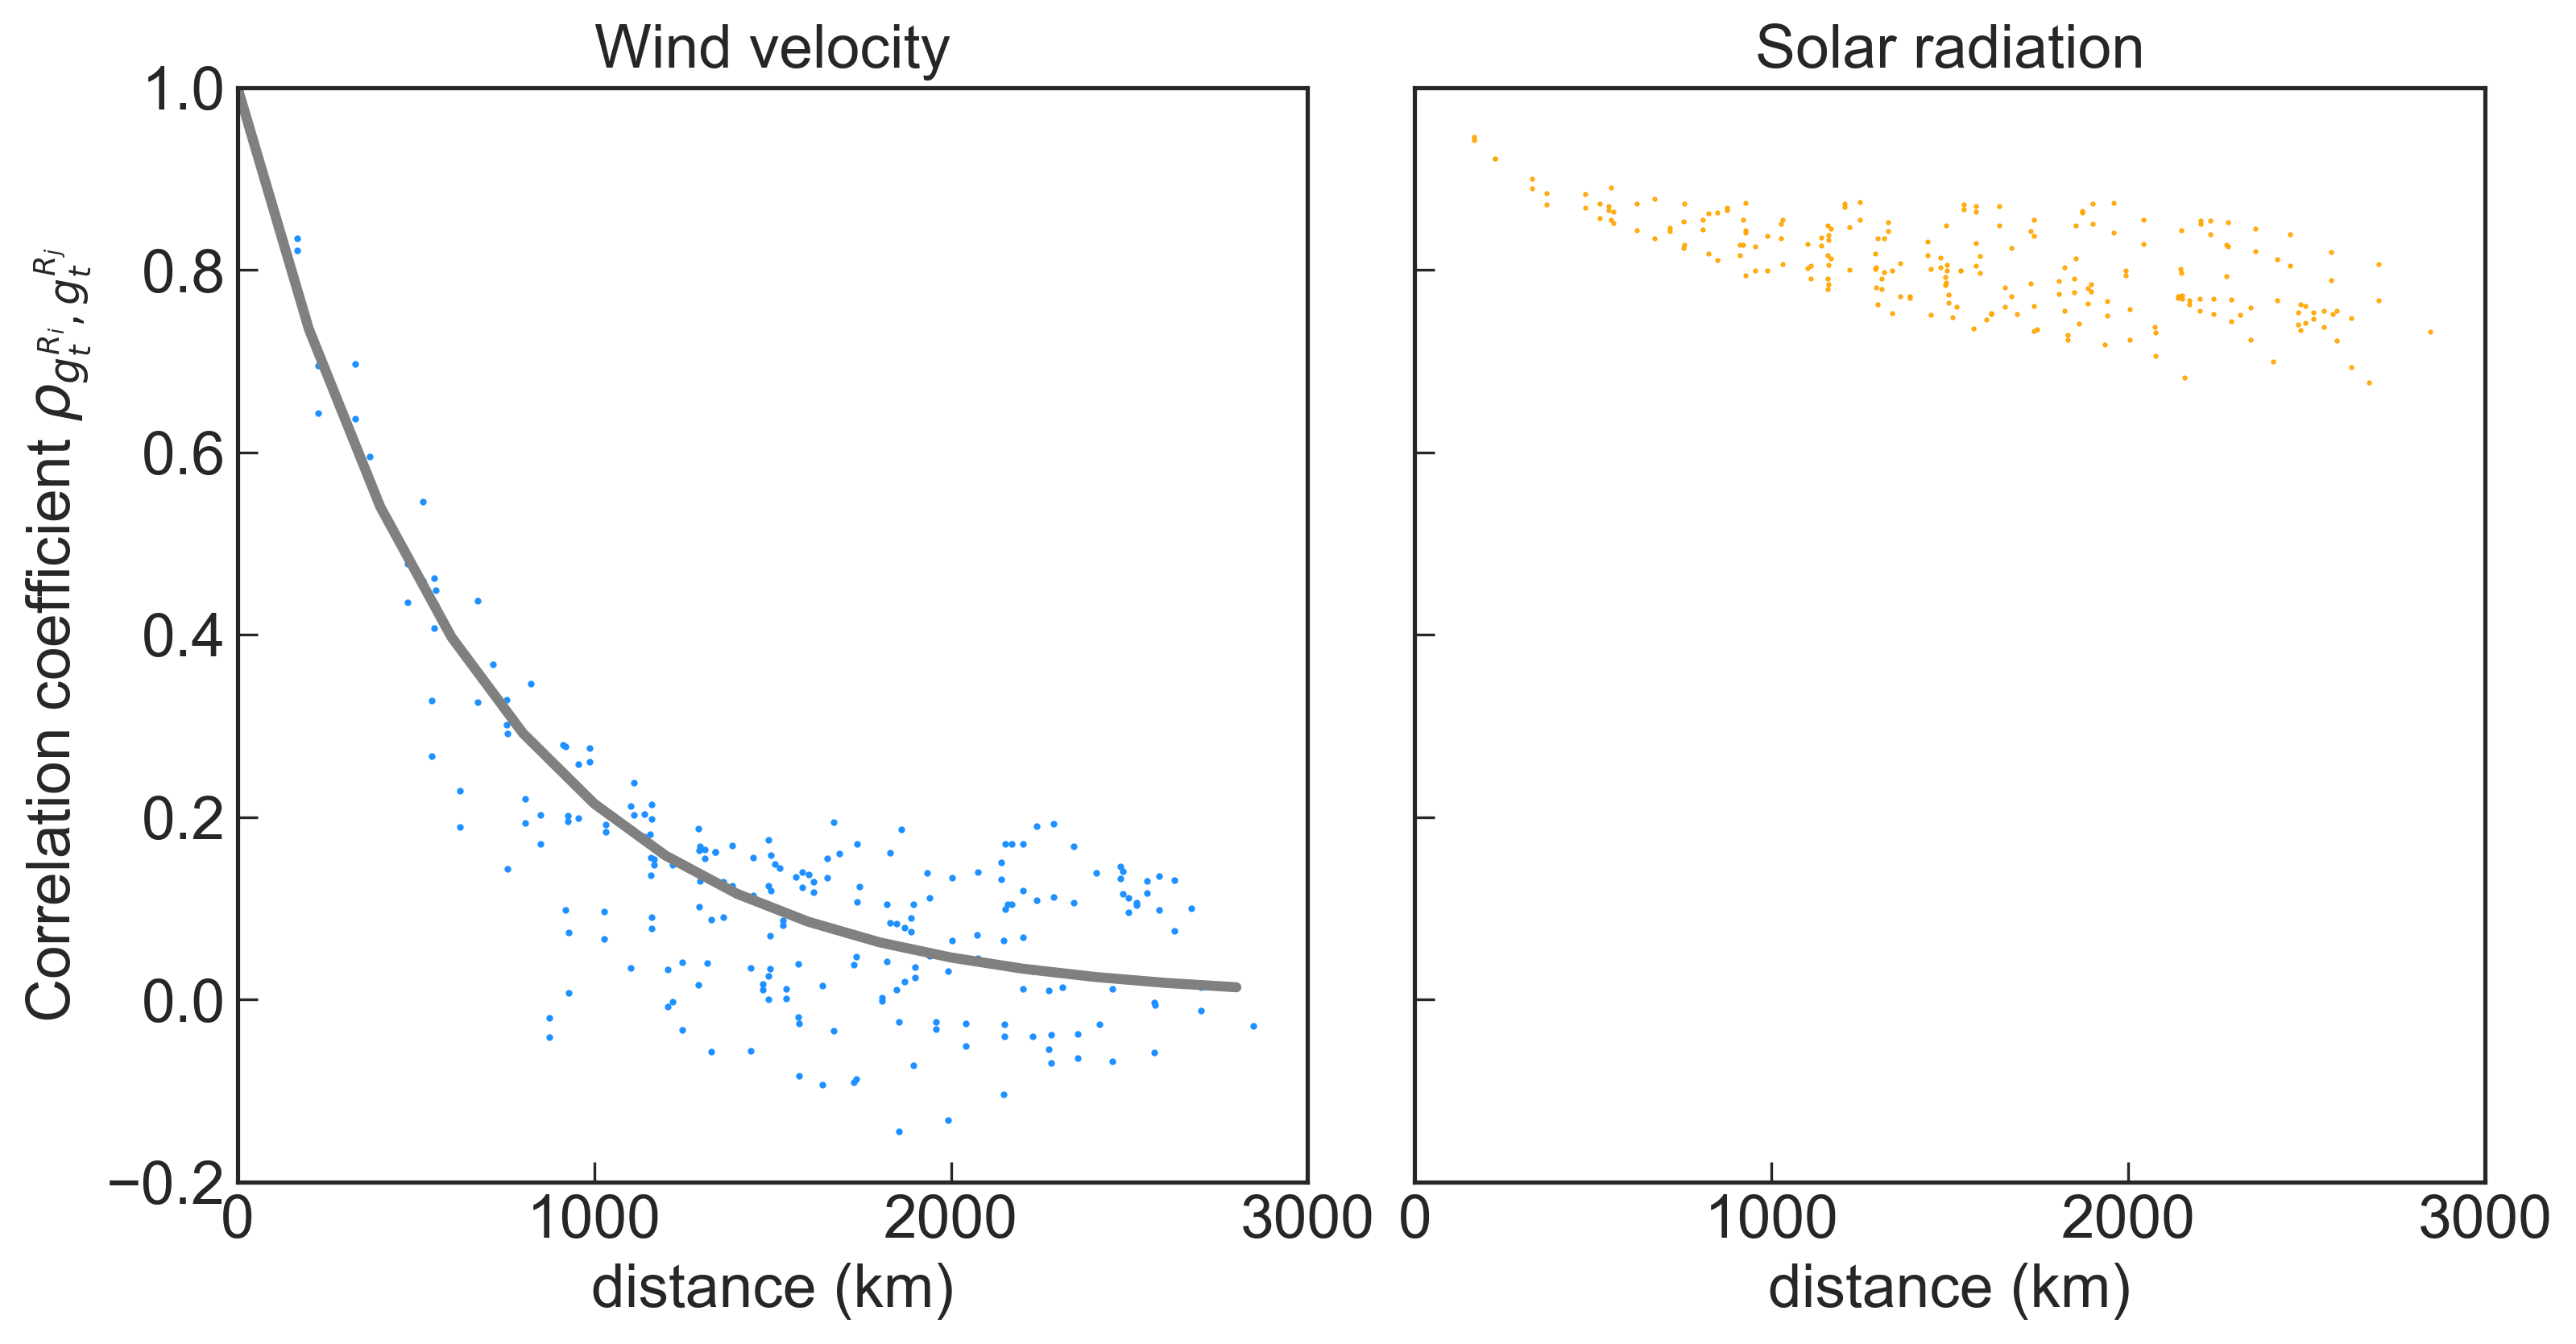 Wind velocity
Solar radiation
Correlation coefficient ρ_{g_t^{R_i}, g_t^{R_j}}
1.0
0.8
0.6
0.4
0.2
0.0
−0.2
0 1000 2000 3000
0 1000 2000 3000
distance (km)
distance (km)